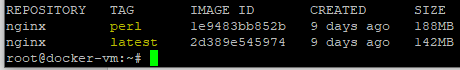 REPOSITORY TAG IMAGE ID CREATED SIZE
nginx perl 1e9483bb852b 9 days ago 188MB
nginx latest 2d389e545974 9 days ago 142MB
root@docker-vm:~#